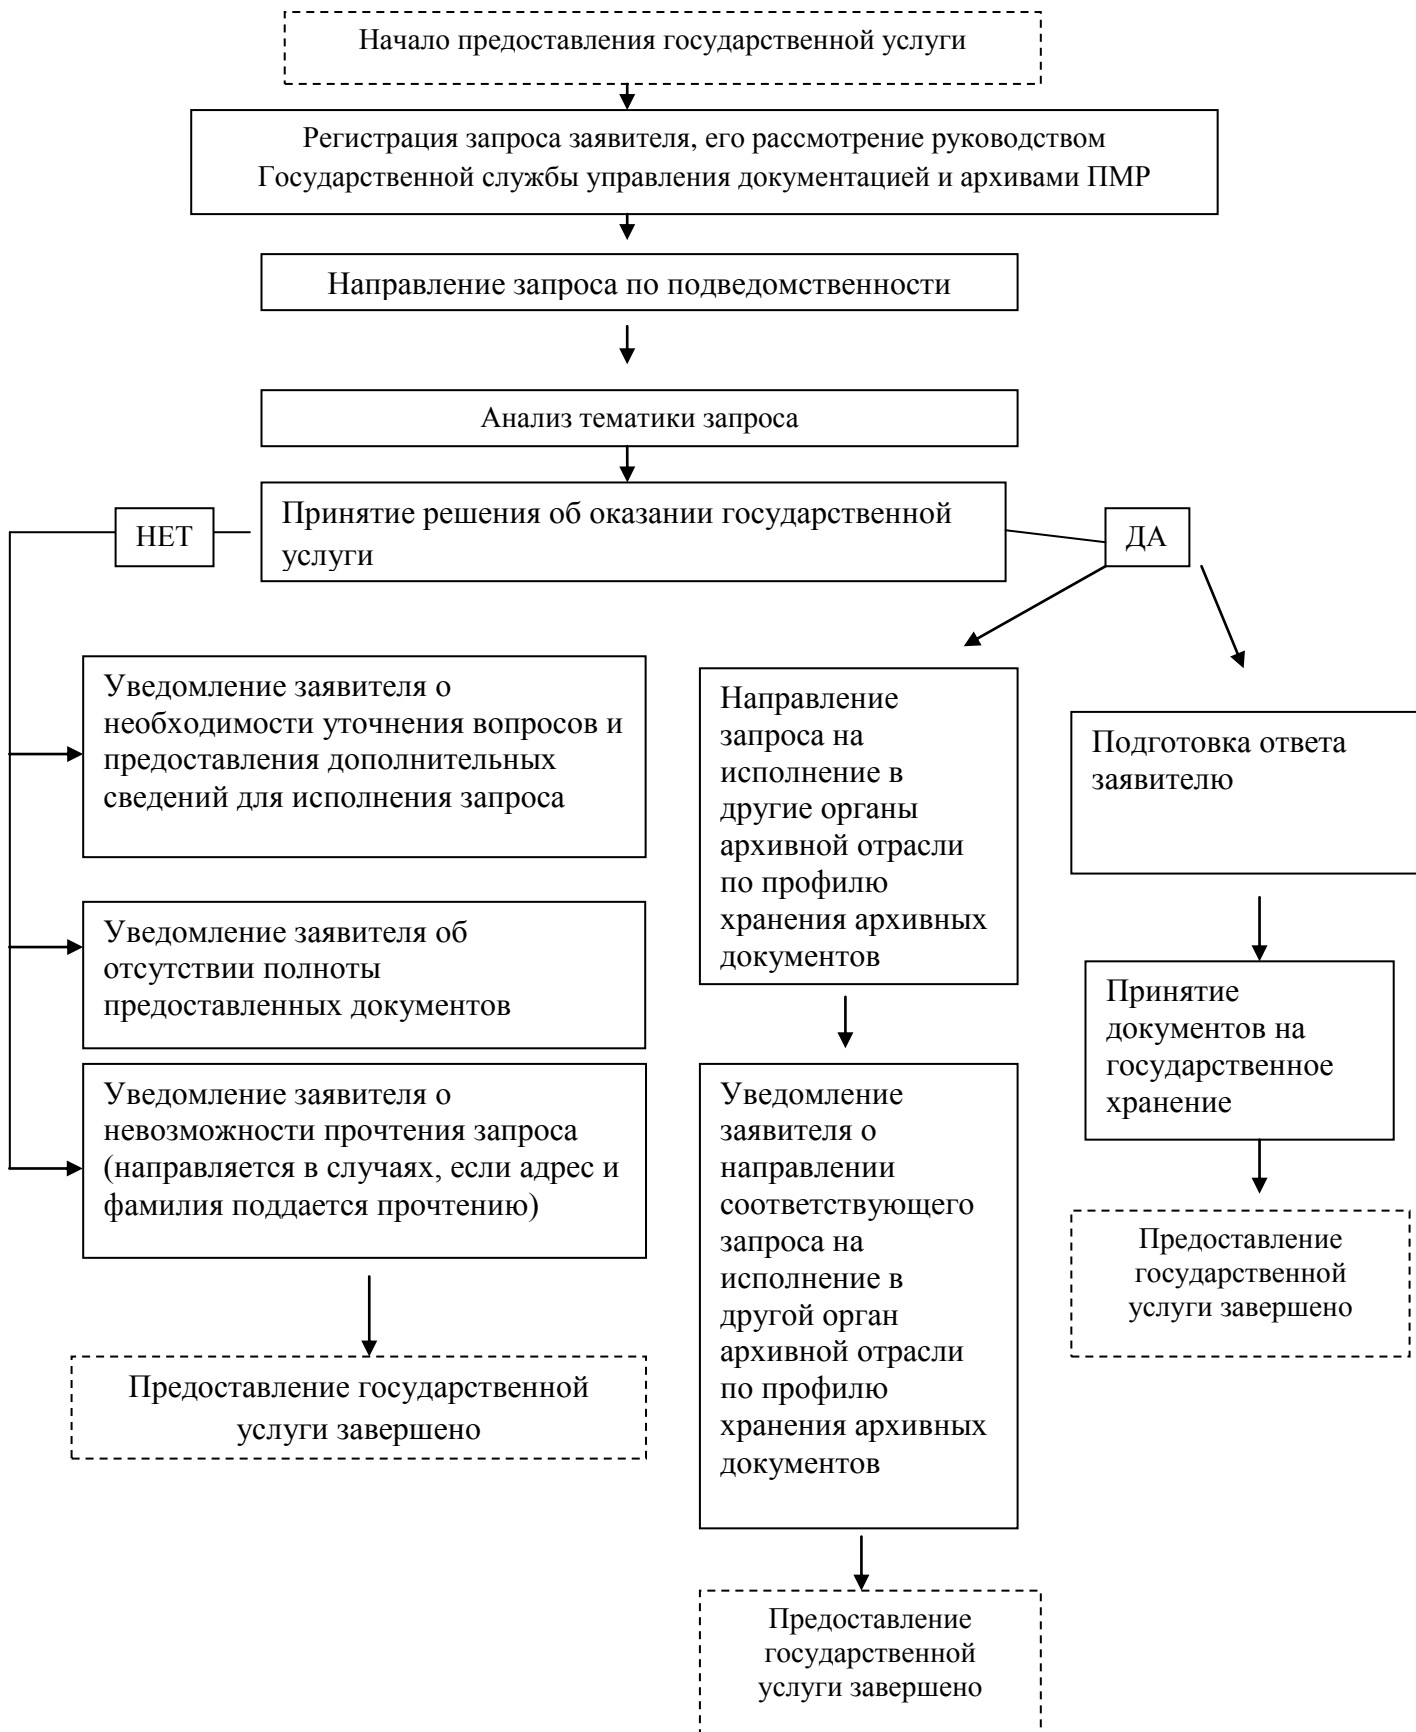 Начало предоставления государственной услуги
Регистрация запроса заявителя, его рассмотрение руководством
Государственной службы управления документацией и архивами ПМР
Направление запроса по подведомственности
Анализ тематики запроса
Принятие решения об оказании государственной
услуги
НЕТ
ДА
Уведомление заявителя о
необходимости уточнения вопросов и
предоставления дополнительных
сведений для исполнения запроса
Уведомление заявителя об
отсутствии полноты
предоставленных документов
Уведомление заявителя о
невозможности прочтения запроса
(направляется в случаях, если адрес и
фамилия поддается прочтению)
Предоставление государственной
услуги завершено
Направление
запроса на
исполнение в
другие органы
архивной отрасли
по профилю
хранения архивных
документов
Уведомление
заявителя о
направлении
соответствующего
запроса на
исполнение в
другой орган
архивной отрасли
по профилю
хранения архивных
документов
Предоставление
государственной
услуги завершено
Подготовка ответа
заявителю
Принятие
документов на
государственное
хранение
Предоставление
государственной
услуги завершено